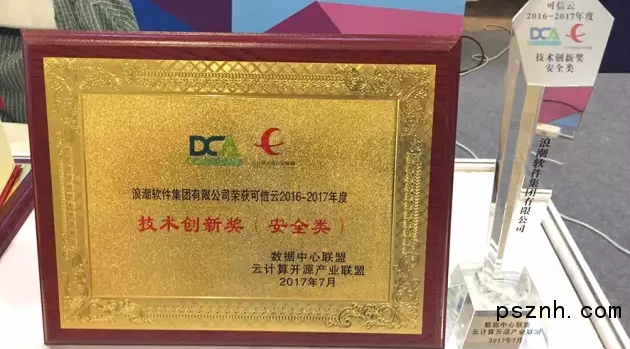 DCA
浪潮软件集团有限公司荣获可信云2016-2017年度
技术创新奖（安全类）
数据中心联盟
云计算开源产业联盟
2017年7月
可信云
2016-2017年度
DCA
技术创新奖
安全类
浪潮软件集团有限公司
数据中心联盟
云计算开源产业联盟
2017年7月
psznh.com